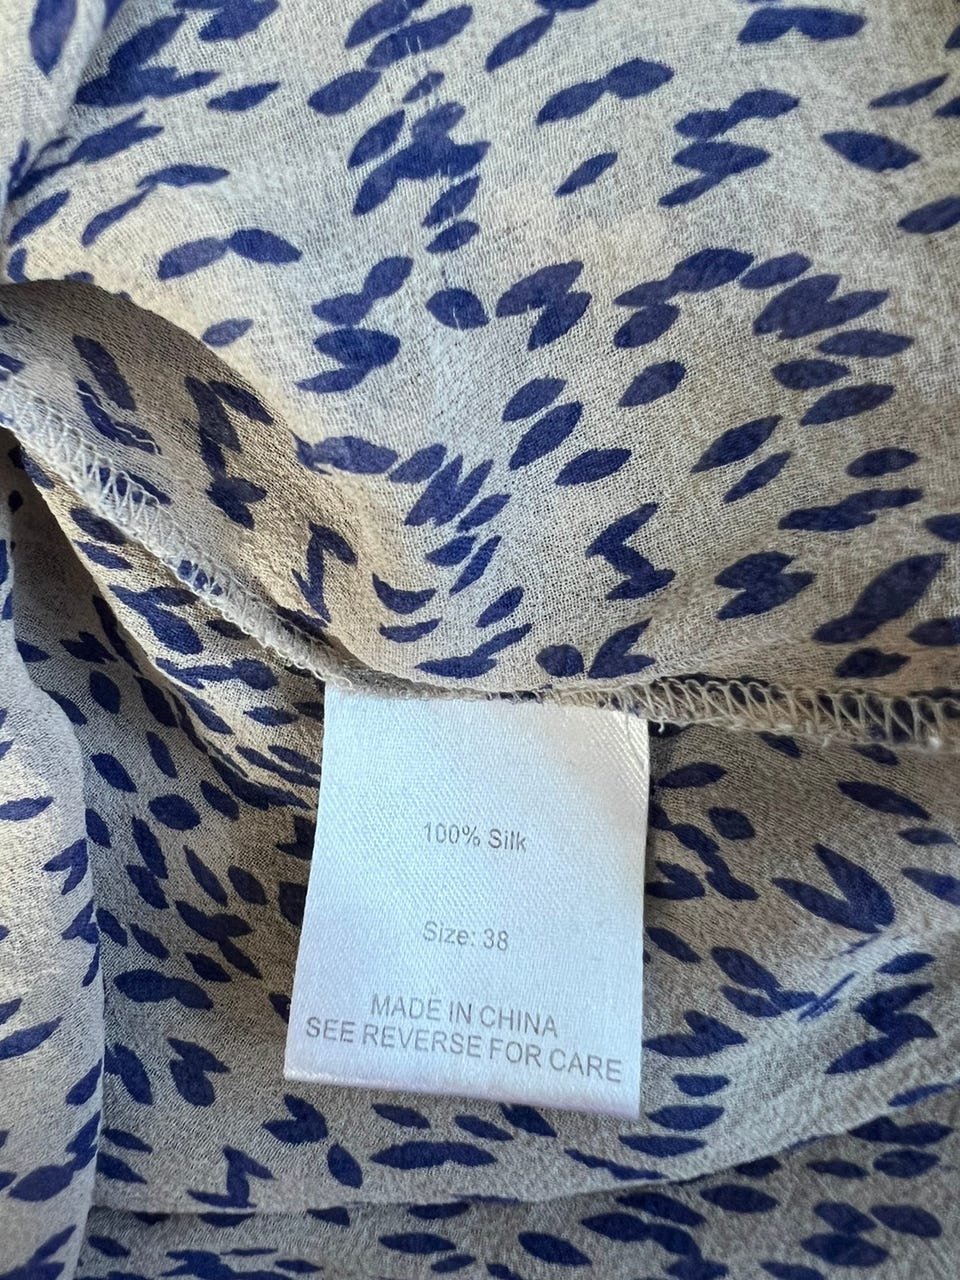 100% Silk
Size: 38
MADE IN CHINA
SEE REVERSE FOR CARE